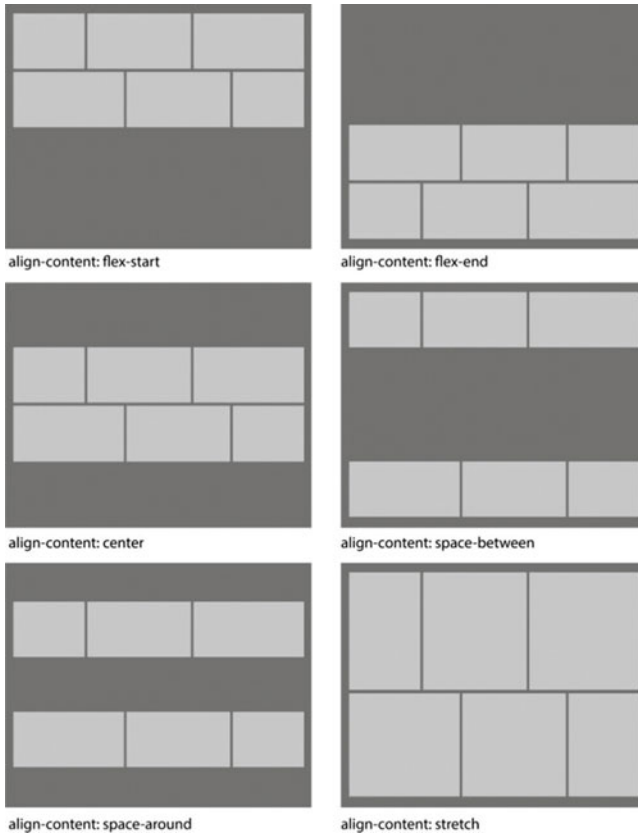 align-content: flex-start
align-content: flex-end
align-content: center
align-content: space-between
align-content: space-around
align-content: stretch